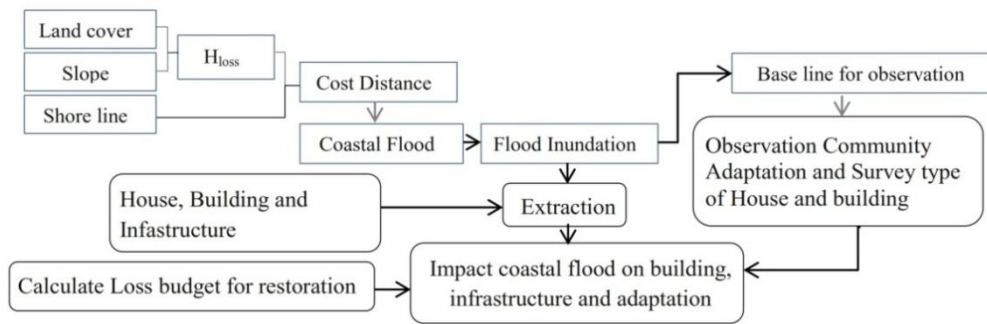 Land cover
Slope
Shore line
H_loss
Cost Distance
Coastal Flood
Flood Inundation
Base line for observation
Observation Community
Adaptation and Survey type
of House and building
House, Building and
Infastructure
Extraction
Calculate Loss budget for restoration
Impact coastal flood on building,
infrastructure and adaptation